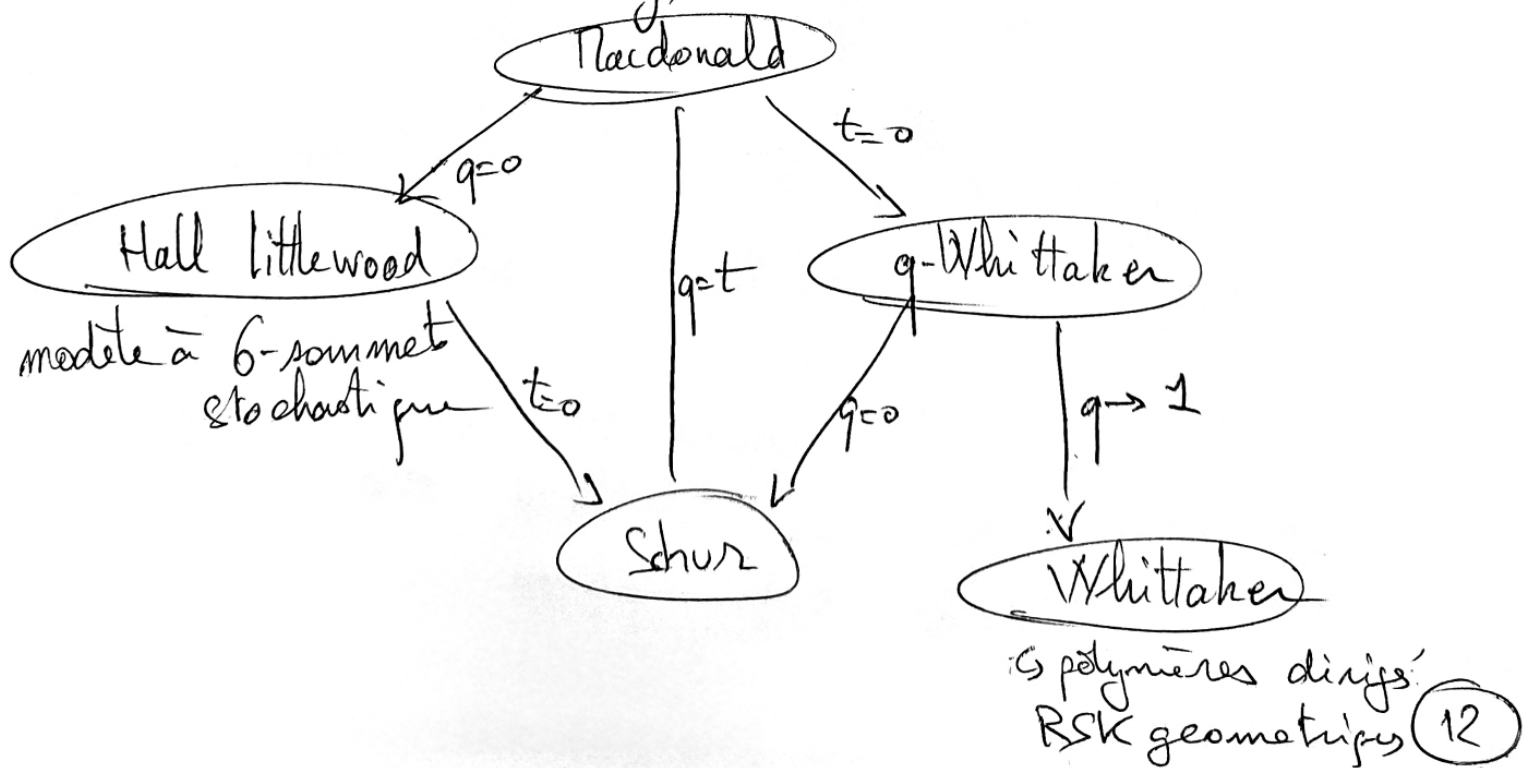 Macdonald
q=0
t=0
Hall littlewood
q=t
q-Whittaker
modèle à 6-sommet
stochastique
t=0
q=0
q→1
Schur
Whittaker
↪ polymères dirigés
RSK geometriques
12